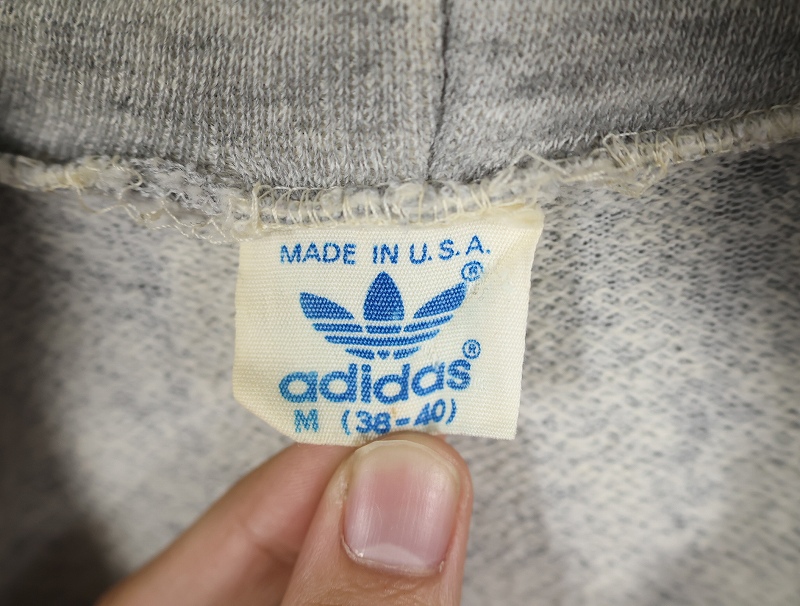 MADE IN U.S.A.
®
adidas®
M (38-40)